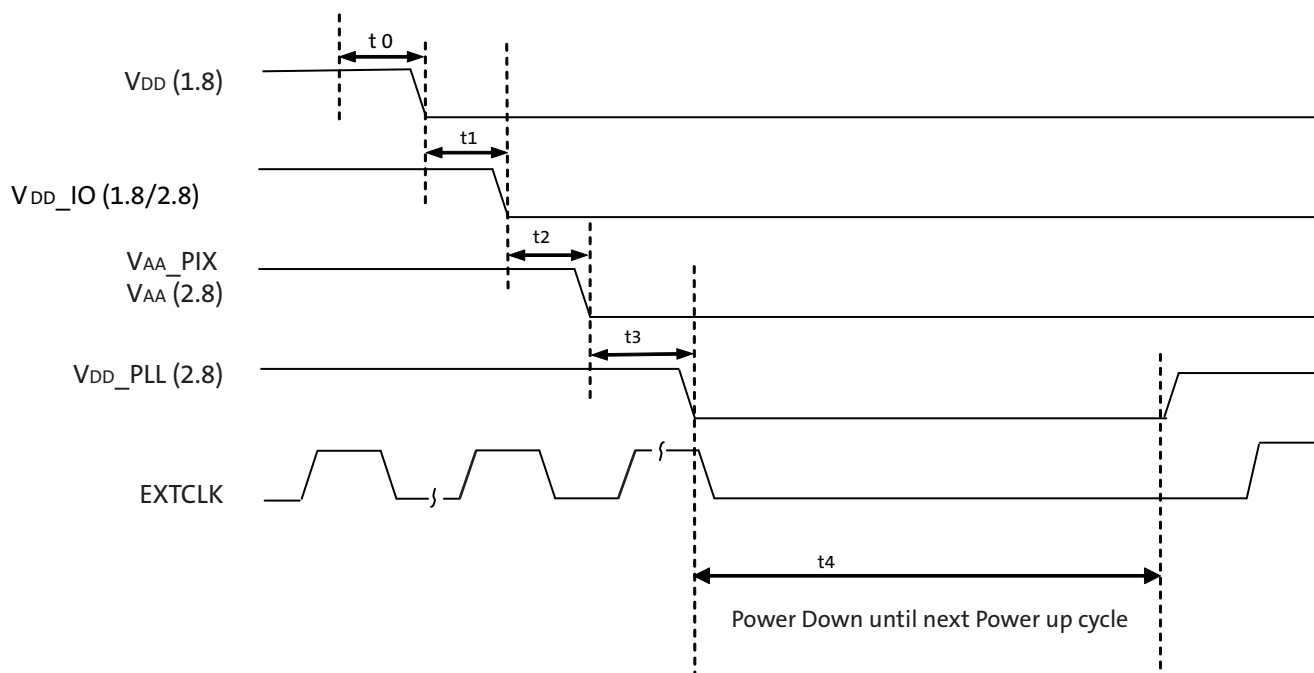 t 0
VDD (1.8)
t1
VDD_IO (1.8/2.8)
t2
VAA_PIX
VAA (2.8)
t3
VDD_PLL (2.8)
EXTCLK
t4
Power Down until next Power up cycle